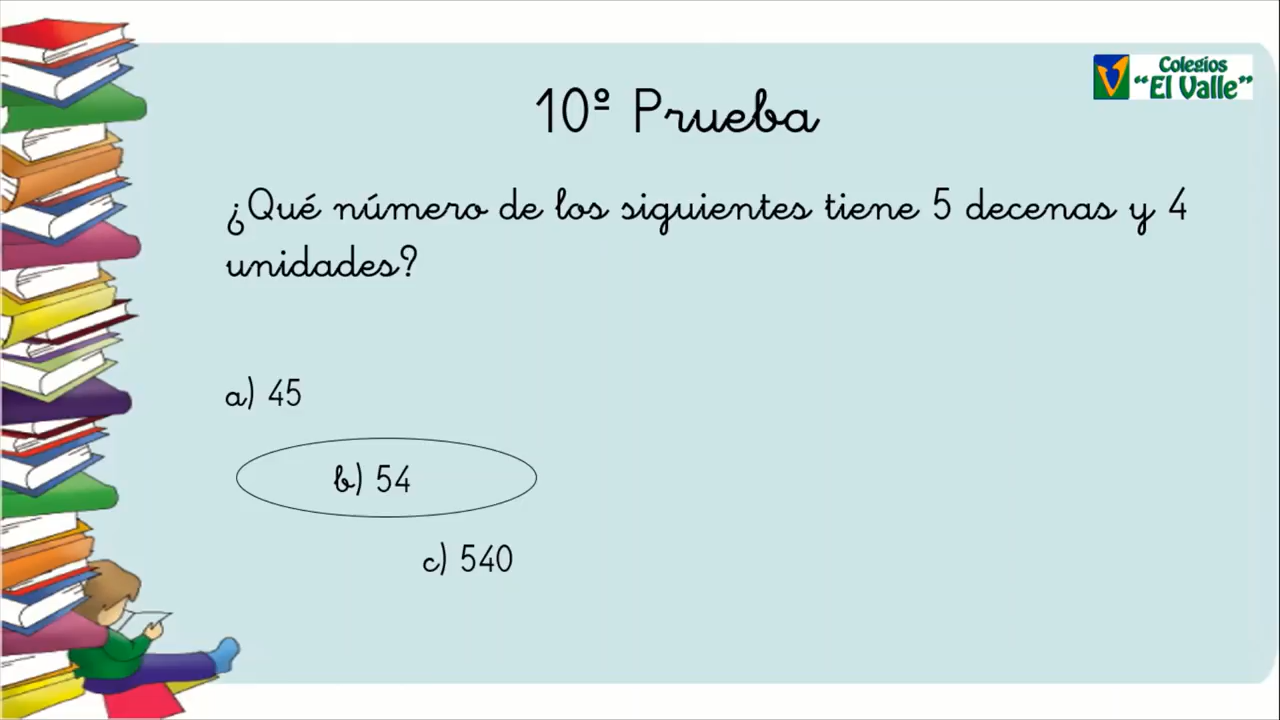 Colegios
"El Valle"
10º Prueba
¿Qué número de los siguientes tiene 5 decenas y 4
unidades?
a) 45
b) 54
c) 540